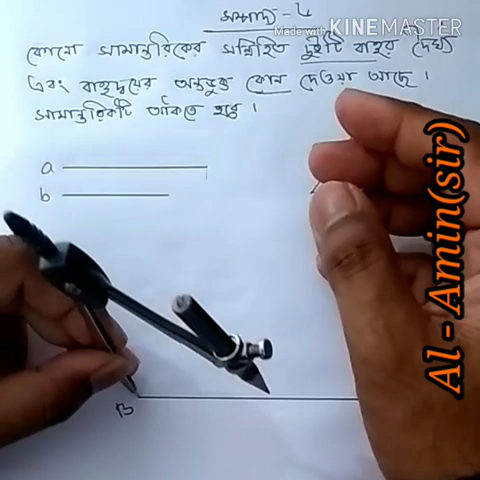 সম্পাদ্য - ৮
Made with KINEMASTER
কোনো সামান্তরিকের সন্নিহিত দুইটি বাহুর দৈর্ঘ্য
এবং বাহুদ্বয়ের অন্তর্ভুক্ত কোন দেওয়া আছে।
সামান্তরিকটি আঁকতে হবে।
a
b
B
Al - Amin(sir)